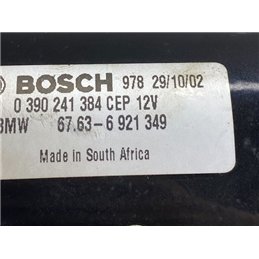 BOSCH 978 29/10/02
0 390 241 384 CEP 12V
BMW 67.63-6 921 349
Made in South Africa